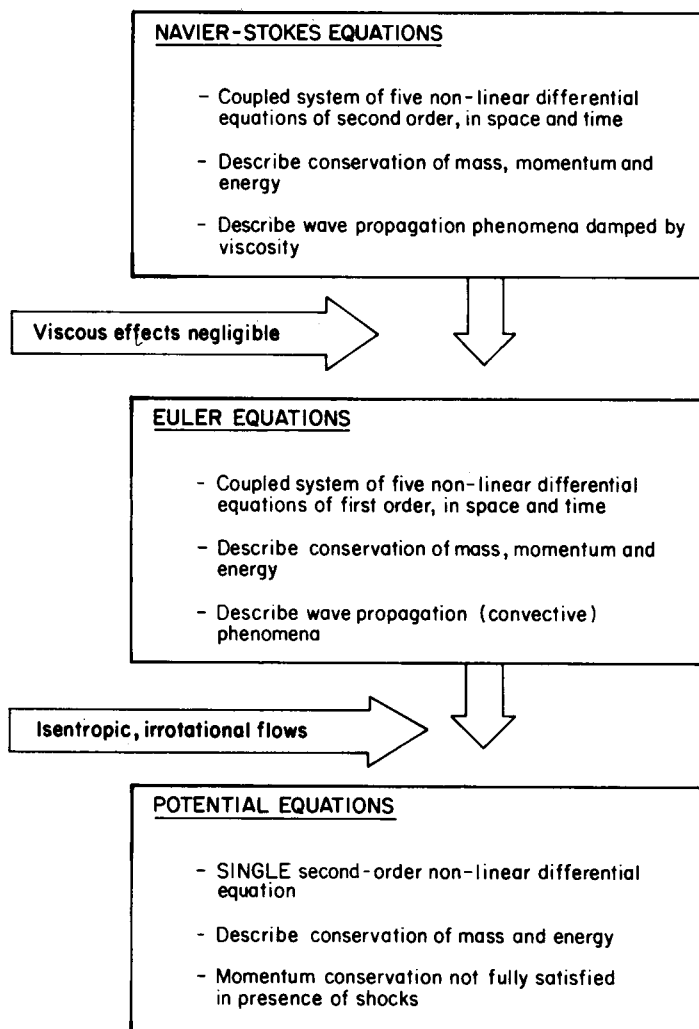 NAVIER-STOKES EQUATIONS
- Coupled system of five non-linear differential
equations of second order, in space and time
- Describe conservation of mass, momentum and
energy
- Describe wave propagation phenomena damped by
viscosity
Viscous effects negligible
EULER EQUATIONS
- Coupled system of five non-linear differential
equations of first order, in space and time
- Describe conservation of mass, momentum and
energy
- Describe wave propagation (convective)
phenomena
Isentropic, irrotational flows
POTENTIAL EQUATIONS
- SINGLE second-order non-linear differential
equation
- Describe conservation of mass and energy
- Momentum conservation not fully satisfied
in presence of shocks